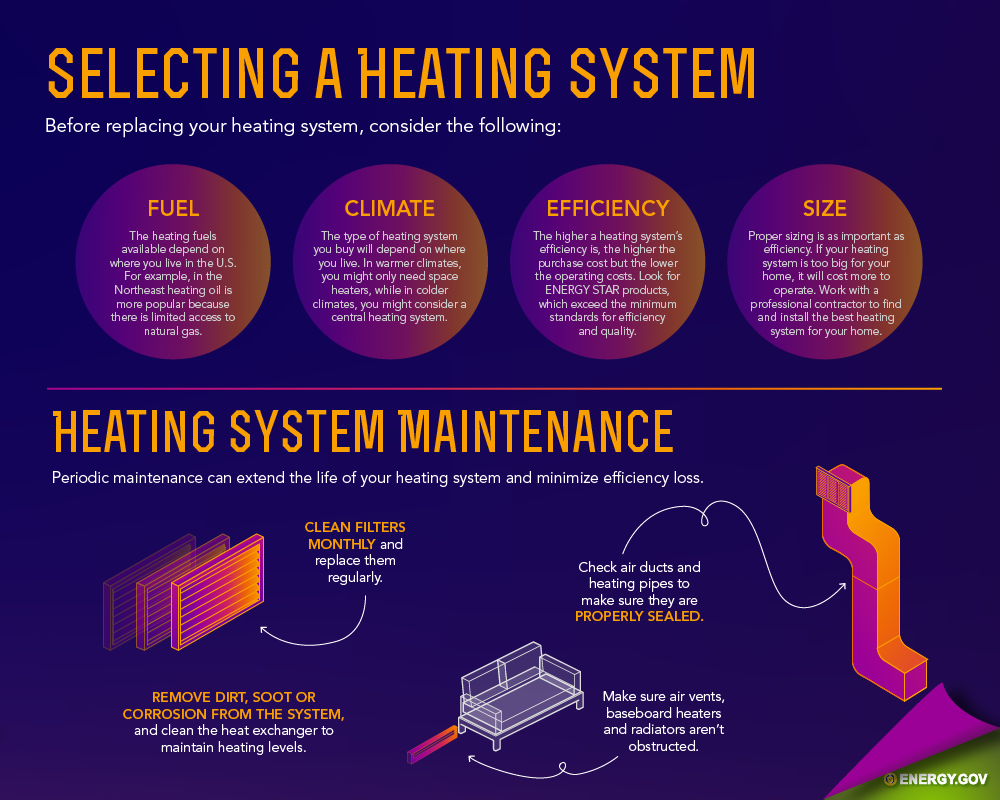 SELECTING A HEATING SYSTEM
Before replacing your heating system, consider the following:
FUEL
The heating fuels
available depend on
where you live in the U.S.
For example, in the
Northeast heating oil is
more popular because
there is limited access to
natural gas.
CLIMATE
The type of heating system
you buy will depend on where
you live. In warmer climates,
you might only need space
heaters, while in colder
climates, you might consider a
central heating system.
EFFICIENCY
The higher a heating system's
efficiency is, the higher the
purchase cost but the lower
the operating costs. Look for
ENERGY STAR products,
which exceed the minimum
standards for efficiency
and quality.
SIZE
Proper sizing is as important as
efficiency. If your heating
system is too big for your
home, it will cost more to
operate. Work with a
professional contractor to find
and install the best heating
system for your home.
HEATING SYSTEM MAINTENANCE
Periodic maintenance can extend the life of your heating system and minimize efficiency loss.
CLEAN FILTERS
MONTHLY and
replace them
regularly.
Check air ducts and
heating pipes to
make sure they are
PROPERLY SEALED.
REMOVE DIRT, SOOT OR
CORROSION FROM THE SYSTEM,
and clean the heat exchanger to
maintain heating levels.
Make sure air vents,
baseboard heaters
and radiators aren't
obstructed.
ENERGY.GOV